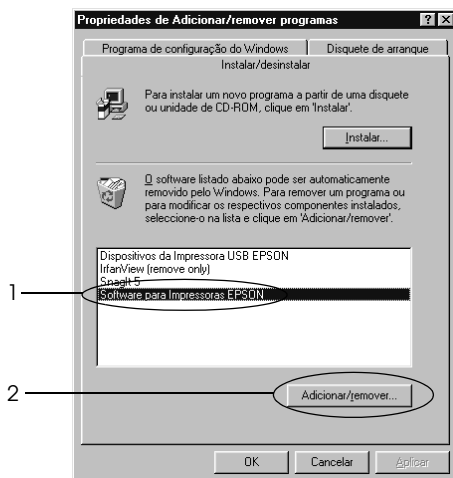 Propriedades de Adicionar/remover programas
Programa de configuração do Windows
Disquete de arranque
Instalar/desinstalar
Para instalar um novo programa a partir de uma disquete
ou unidade de CD-ROM, clique em 'Instalar'.
Instalar...
O software listado abaixo pode ser automaticamente
removido pelo Windows. Para remover um programa ou
para modificar os respectivos componentes instalados,
seleccione-o na lista e clique em 'Adicionar/remover'.
Dispositivos da Impressora USB EPSON
IrfanView (remove only)
SnagIt 5
1
Software para Impressoras EPSON
2
Adicionar/remover...
OK
Cancelar
Aplicar